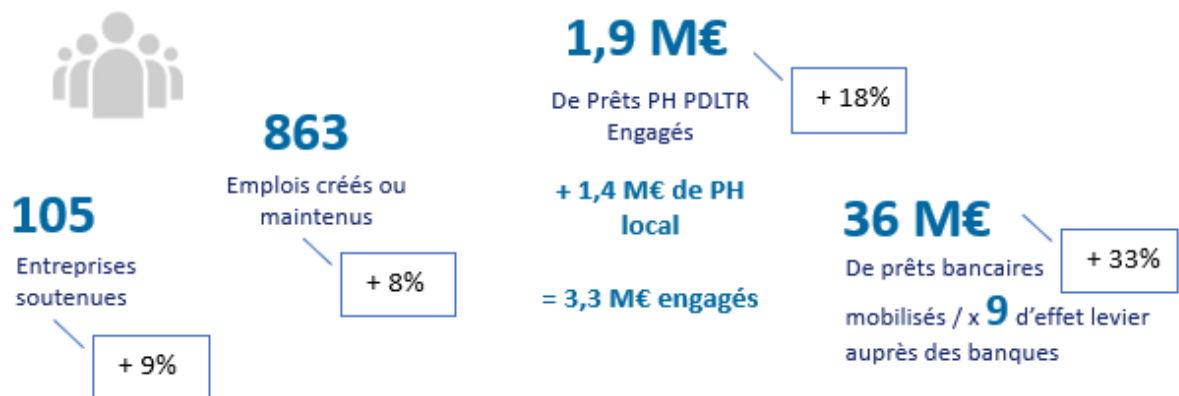 105
Entreprises
soutenues
+ 9%
863
Emplois créés ou
maintenus
+ 8%
1,9 M€
De Prêts PH PDLTR
Engagés
+ 18%
+ 1,4 M€ de PH
local
= 3,3 M€ engagés
36 M€
De prêts bancaires
+ 33%
mobilisés / x 9 d’effet levier
auprès des banques